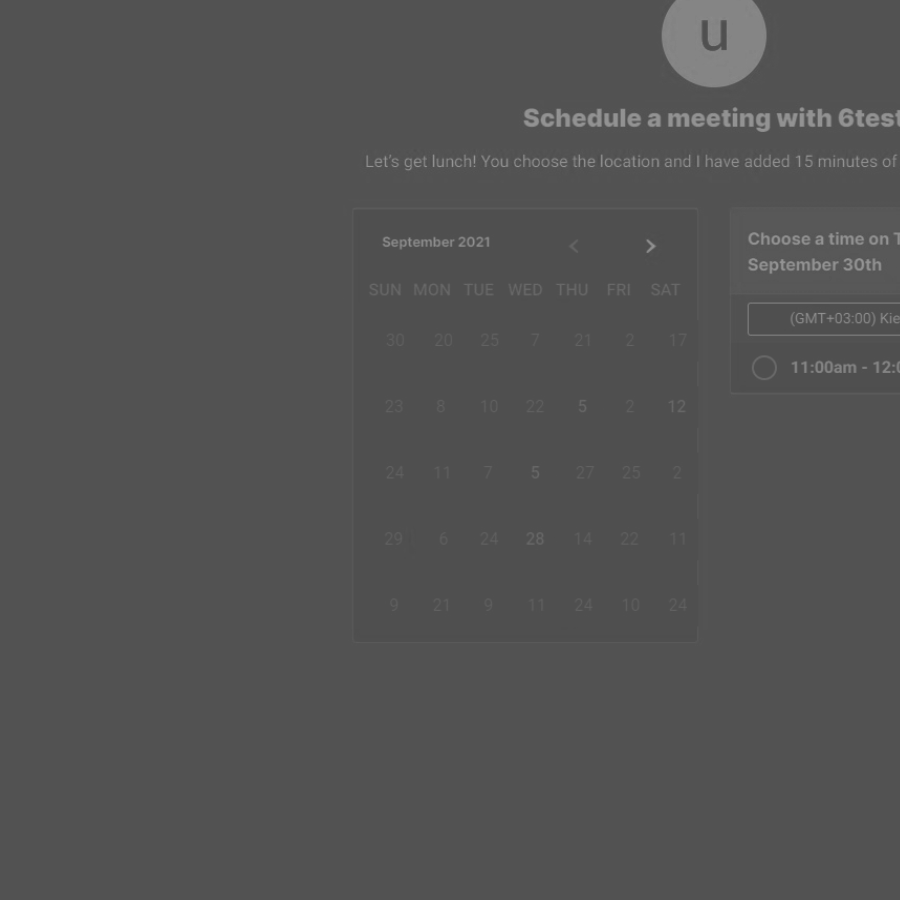 u
Schedule a meeting with 6test
Let's get lunch! You choose the location and I have added 15 minutes of
September 2021
SUN MON TUE WED THU FRI SAT
30 20 25 7 21 2 17
23 8 10 22 5 2 12
24 11 7 5 27 25 2
29 6 24 28 14 22 11
9 21 9 11 24 10 24
Choose a time on T
September 30th
(GMT+03:00) Kie
11:00am - 12:0